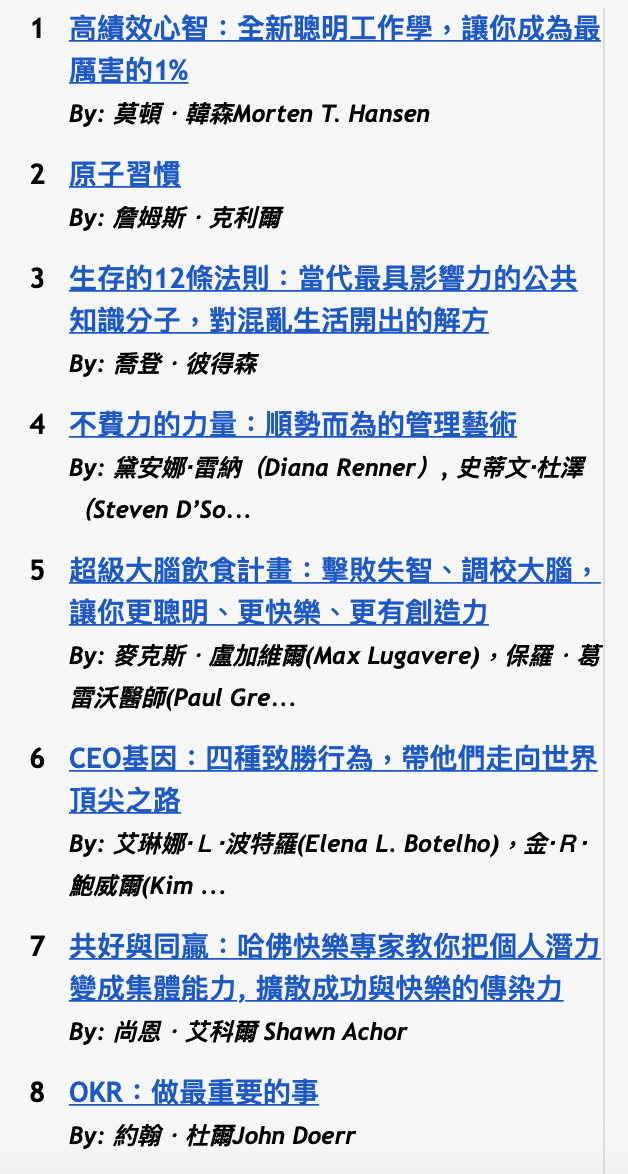 1 高績效心智：全新聰明工作學，讓你成為最
厲害的1%
By: 莫頓．韓森Morten T. Hansen
2 原子習慣
By: 詹姆斯．克利爾
3 生存的12條法則：當代最具影響力的公共
知識分子，對混亂生活開出的解方
By: 喬登．彼得森
4 不費力的力量：順勢而為的管理藝術
By: 黛安娜·雷納（Diana Renner）, 史蒂文·杜澤
（Steven D’So...
5 超級大腦飲食計畫：擊敗失智、調校大腦，
讓你更聰明、更快樂、更有創造力
By: 麥克斯．盧加維爾(Max Lugavere)，保羅．葛
雷沃醫師(Paul Gre...
6 CEO基因：四種致勝行為，帶他們走向世界
頂尖之路
By: 艾琳娜·Ｌ·波特羅(Elena L. Botelho)，金·Ｒ·
鮑威爾(Kim ...
7 共好與同贏：哈佛快樂專家教你把個人潛力
變成集體能力, 擴散成功與快樂的傳染力
By: 尚恩．艾科爾 Shawn Achor
8 OKR：做最重要的事
By: 約翰．杜爾John Doerr